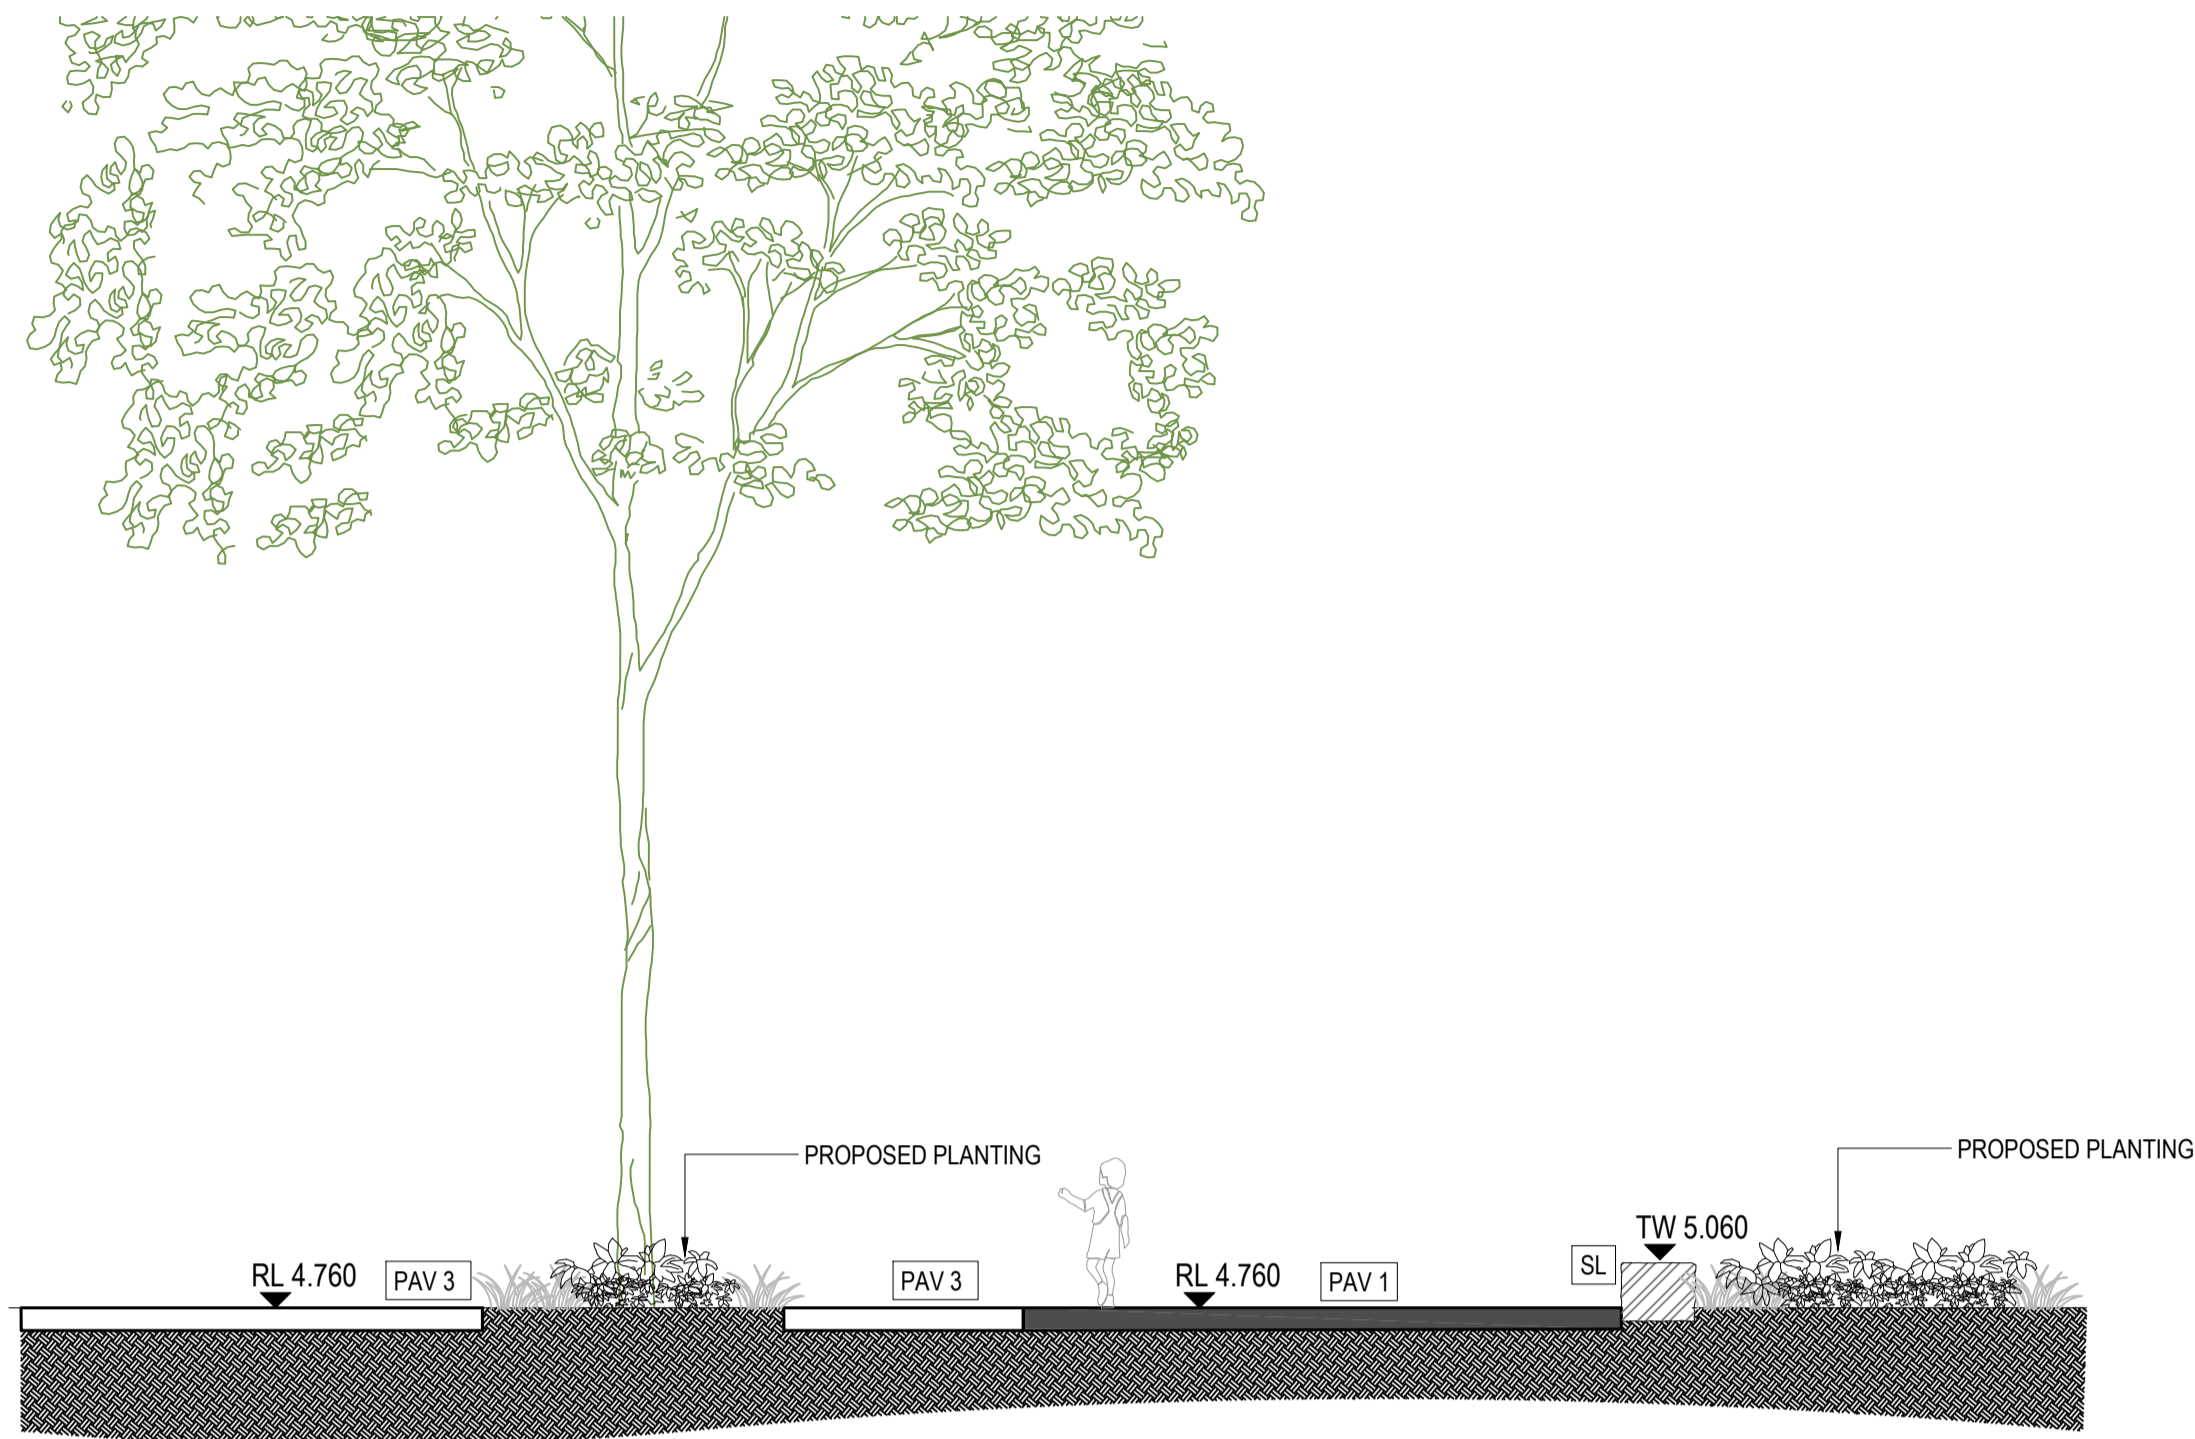 PROPOSED PLANTING
PROPOSED PLANTING
TW 5.060
SL
RL 4.760
PAV 3
PAV 3
RL 4.760
PAV 1